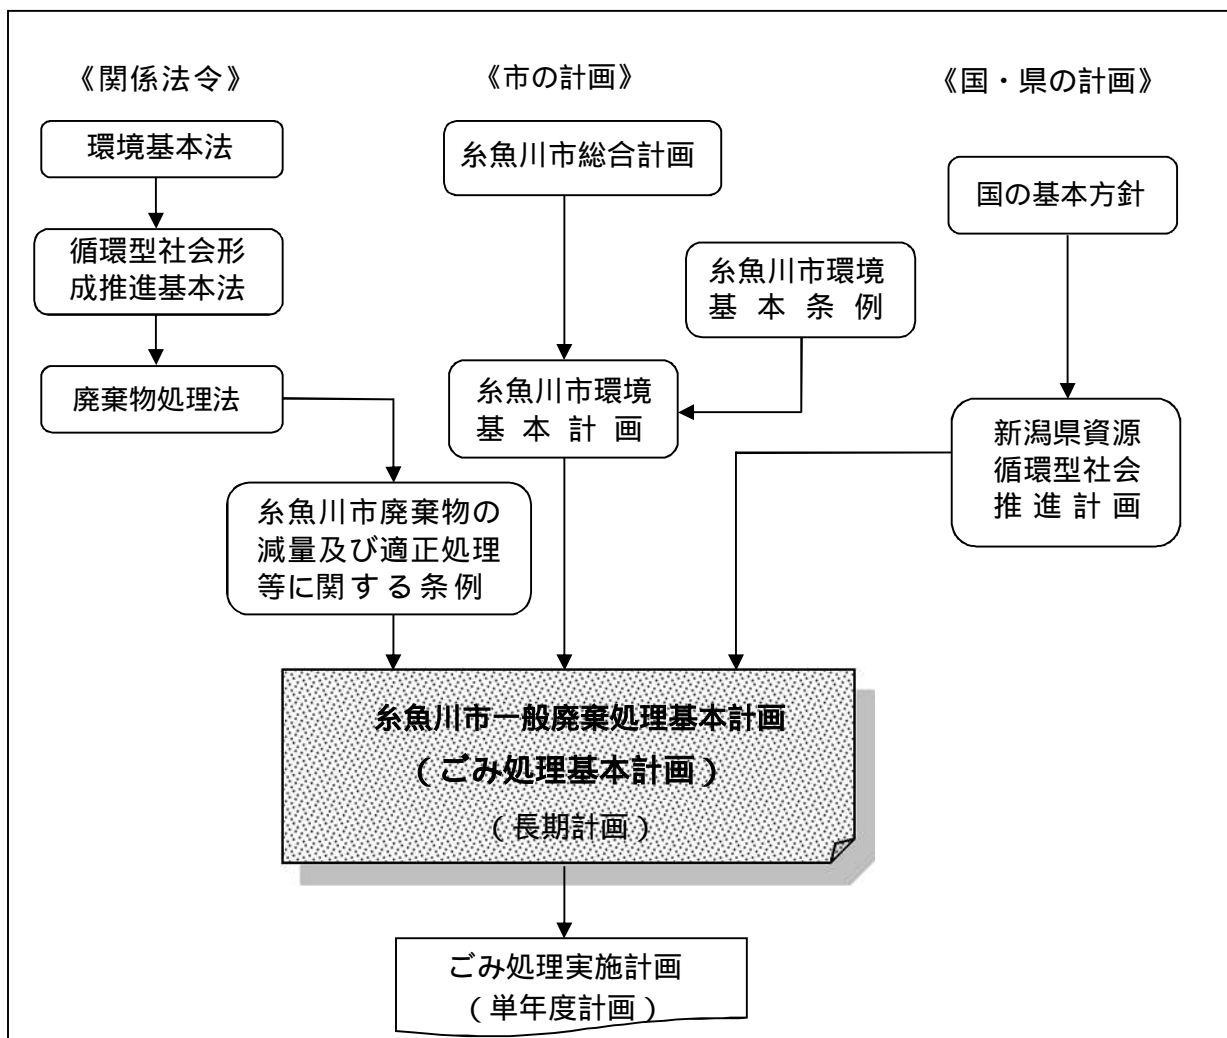 《関係法令》
環境基本法
循環型社会形
成推進基本法
廃棄物処理法
糸魚川市廃棄物の
減量及び適正処理
等に関する条例
《市の計画》
糸魚川市総合計画
糸魚川市環境
基本条例
糸魚川市環境
基本計画
《国・県の計画》
国の基本方針
新潟県資源
循環型社会
推進計画
糸魚川市一般廃棄処理基本計画
（ごみ処理基本計画）
（長期計画）
ごみ処理実施計画
（単年度計画）